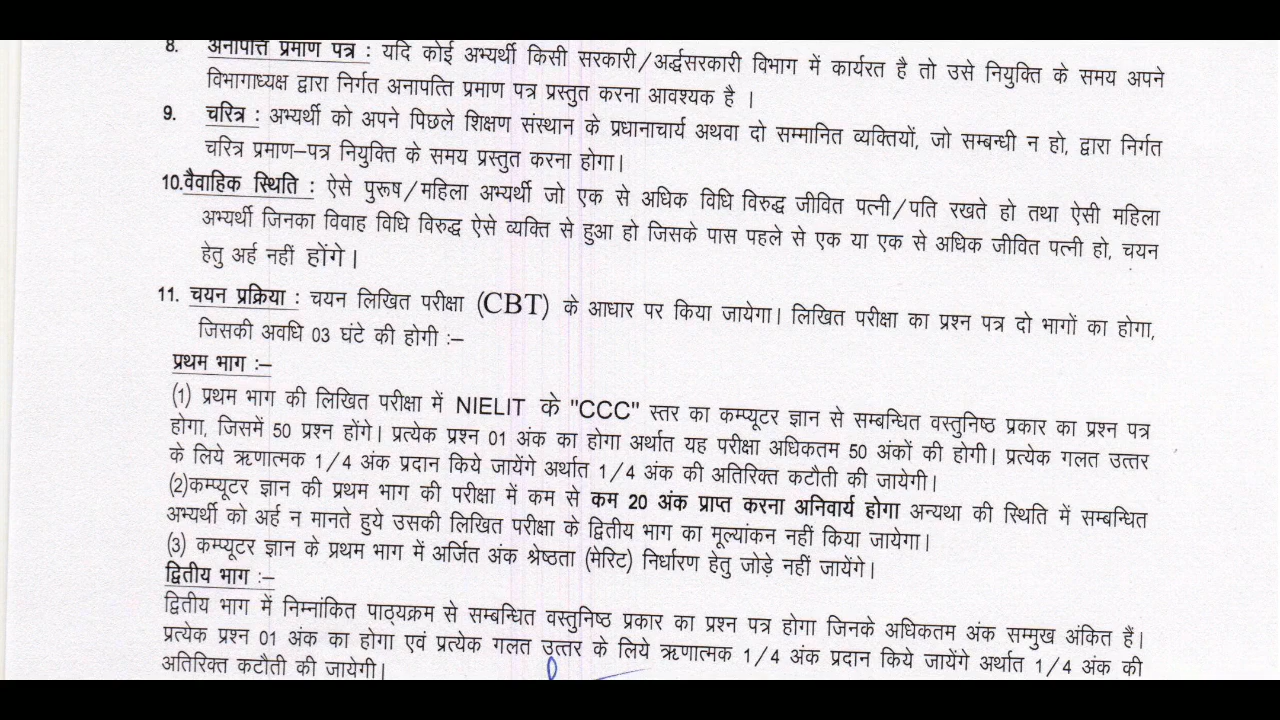 8. अनापत्ति प्रमाण पत्र : यदि कोई अभ्यर्थी किसी सरकारी/अर्द्धसरकारी विभाग में कार्यरत है तो उसे नियुक्ति के समय अपने
विभागाध्यक्ष द्वारा निर्गत अनापत्ति प्रमाण पत्र प्रस्तुत करना आवश्यक है ।
9. चरित्र : अभ्यर्थी को अपने पिछले शिक्षण संस्थान के प्रधानाचार्य अथवा दो सम्मानित व्यक्तियों, जो सम्बन्धी न हो, द्वारा निर्गत
चरित्र प्रमाण–पत्र नियुक्ति के समय प्रस्तुत करना होगा।
10.वैवाहिक स्थिति : ऐसे पुरूष/महिला अभ्यर्थी जो एक से अधिक विधि विरुद्ध जीवित पत्नी/पति रखते हो तथा ऐसी महिला
अभ्यर्थी जिनका विवाह विधि विरुद्ध ऐसे व्यक्ति से हुआ हो जिसके पास पहले से एक या एक से अधिक जीवित पत्नी हो, चयन
हेतु अर्ह नहीं होंगे।
11. चयन प्रक्रिया : चयन लिखित परीक्षा (CBT) के आधार पर किया जायेगा। लिखित परीक्षा का प्रश्न पत्र दो भागों का होगा,
जिसकी अवधि 03 घंटे की होगी :–
प्रथम भाग :–
(1) प्रथम भाग की लिखित परीक्षा में NIELIT के "CCC" स्तर का कम्प्यूटर ज्ञान से सम्बन्धित वस्तुनिष्ठ प्रकार का प्रश्न पत्र
होगा, जिसमें 50 प्रश्न होंगे। प्रत्येक प्रश्न 01 अंक का होगा अर्थात यह परीक्षा अधिकतम 50 अंकों की होगी। प्रत्येक गलत उत्तर
के लिये ऋणात्मक 1/4 अंक प्रदान किये जायेंगे अर्थात 1/4 अंक की अतिरिक्त कटौती की जायेगी।
(2)कम्प्यूटर ज्ञान की प्रथम भाग की परीक्षा में कम से कम 20 अंक प्राप्त करना अनिवार्य होगा अन्यथा की स्थिति में सम्बन्धित
अभ्यर्थी को अर्ह न मानते हुये उसकी लिखित परीक्षा के द्वितीय भाग का मूल्यांकन नहीं किया जायेगा।
(3) कम्प्यूटर ज्ञान के प्रथम भाग में अर्जित अंक श्रेष्ठता (मेरिट) निर्धारण हेतु जोड़े नहीं जायेंगे।
द्वितीय भाग :–
द्वितीय भाग में निम्नांकित पाठ्यक्रम से सम्बन्धित वस्तुनिष्ठ प्रकार का प्रश्न पत्र होगा जिनके अधिकतम अंक सम्मुख अंकित हैं।
प्रत्येक प्रश्न 01 अंक का होगा एवं प्रत्येक गलत उत्तर के लिये ऋणात्मक 1/4 अंक प्रदान किये जायेंगे अर्थात 1/4 अंक की
अतिरिक्त कटौती की जायेगी।